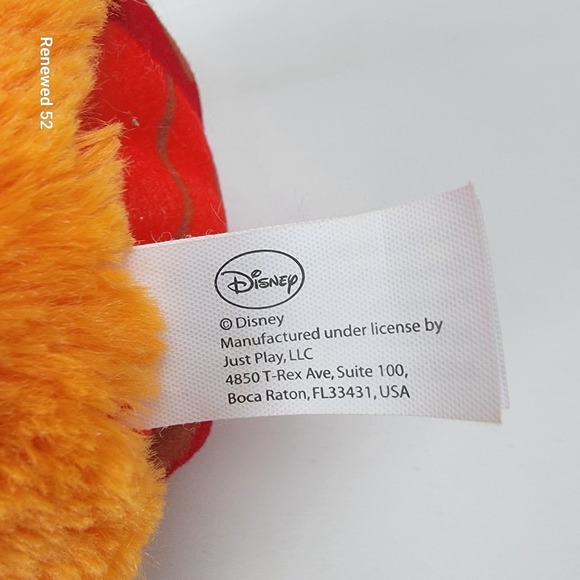 Renewed 52
Disney
© Disney
Manufactured under license by
Just Play, LLC
4850 T-Rex Ave, Suite 100,
Boca Raton, FL33431, USA